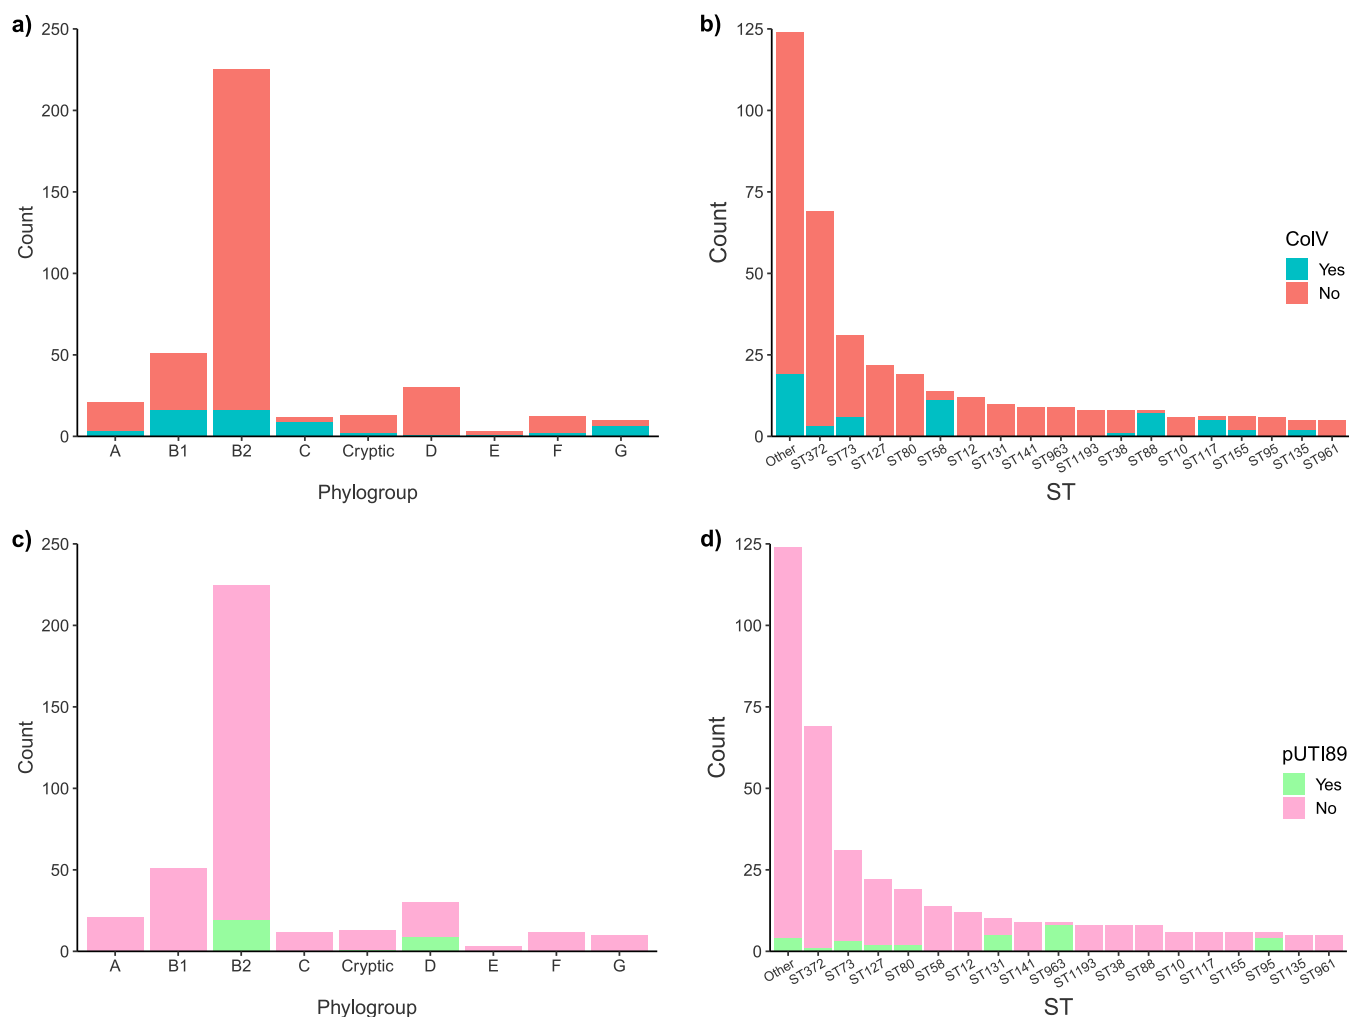 a)
250
200
150
100
50
0
Count
A B1 B2 C Cryptic D E F G
Phylogroup
b)
125
100
75
50
25
0
Count
Other ST372 ST73 ST127 ST80 ST58 ST12 ST131 ST141 ST963 ST1193 ST38 ST88 ST10 ST117 ST155 ST95 ST135 ST961
ST
ColV
Yes
No
c)
250
200
150
100
50
0
Count
A B1 B2 C Cryptic D E F G
Phylogroup
d)
125
100
75
50
25
0
Count
Other ST372 ST73 ST127 ST80 ST58 ST12 ST131 ST141 ST963 ST1193 ST38 ST88 ST10 ST117 ST155 ST95 ST135 ST961
ST
pUTI89
Yes
No